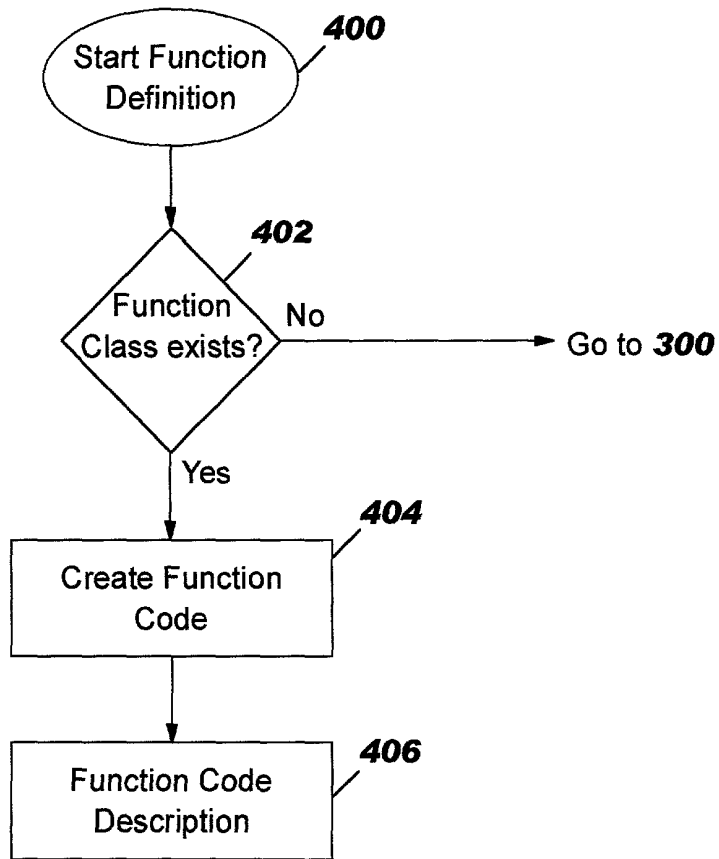 400
Start Function
Definition
402
Function
Class exists?
No
Go to 300
Yes
404
Create Function
Code
406
Function Code
Description